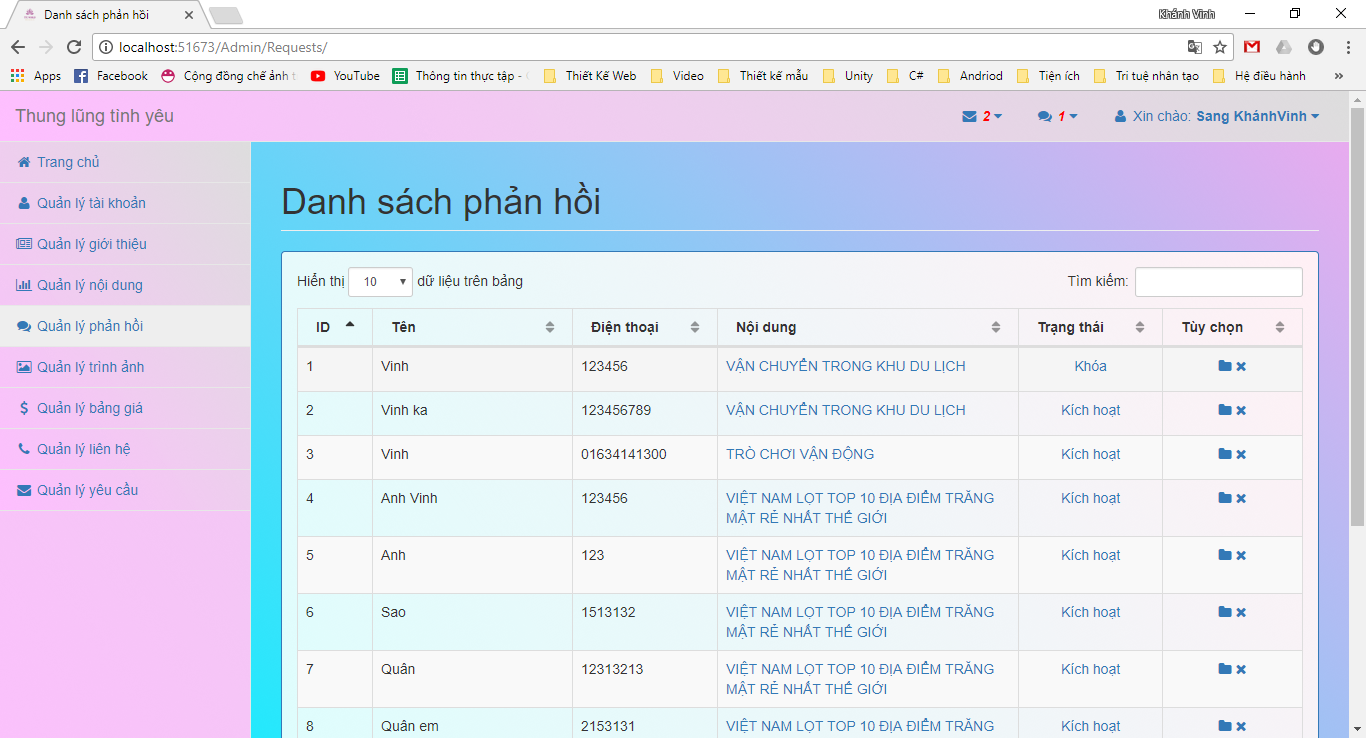 Danh sách phản hồi
Khánh Vinh
localhost:51673/Admin/Requests/
Apps Facebook Cộng đồng chế ảnh YouTube Thông tin thực tập - Thiết Kế Web Video Thiết kế mẫu Unity C# Andriod Tiện ích Tri tuệ nhân tạo Hệ điều hành »
Thung lũng tình yêu 2 1 Xin chào: Sang KhánhVinh
Trang chủ
Quản lý tài khoản
Quản lý giới thiệu
Quản lý nội dung
Quản lý phản hồi
Quản lý trình ảnh
Quản lý bảng giá
Quản lý liên hệ
Quản lý yêu cầu
Danh sách phản hồi
Hiển thị 10 dữ liệu trên bảng Tìm kiếm:
ID Tên Điện thoại Nội dung Trạng thái Tùy chọn
1 Vinh 123456 VẬN CHUYỂN TRONG KHU DU LỊCH Khóa
2 Vinh ka 123456789 VẬN CHUYỂN TRONG KHU DU LỊCH Kích hoạt
3 Vinh 01634141300 TRÒ CHƠI VẬN ĐỘNG Kích hoạt
4 Anh Vinh 123456 VIỆT NAM LỌT TOP 10 ĐỊA ĐIỂM TRĂNG Kích hoạt
MẬT RẺ NHẤT THẾ GIỚI
5 Anh 123 VIỆT NAM LỌT TOP 10 ĐỊA ĐIỂM TRĂNG Kích hoạt
MẬT RẺ NHẤT THẾ GIỚI
6 Sao 1513132 VIỆT NAM LỌT TOP 10 ĐỊA ĐIỂM TRĂNG Kích hoạt
MẬT RẺ NHẤT THẾ GIỚI
7 Quân 12313213 VIỆT NAM LỌT TOP 10 ĐỊA ĐIỂM TRĂNG Kích hoạt
MẬT RẺ NHẤT THẾ GIỚI
8 Quân em 2153131 VIỆT NAM LỌT TOP 10 ĐỊA ĐIỂM TRĂNG Kích hoạt